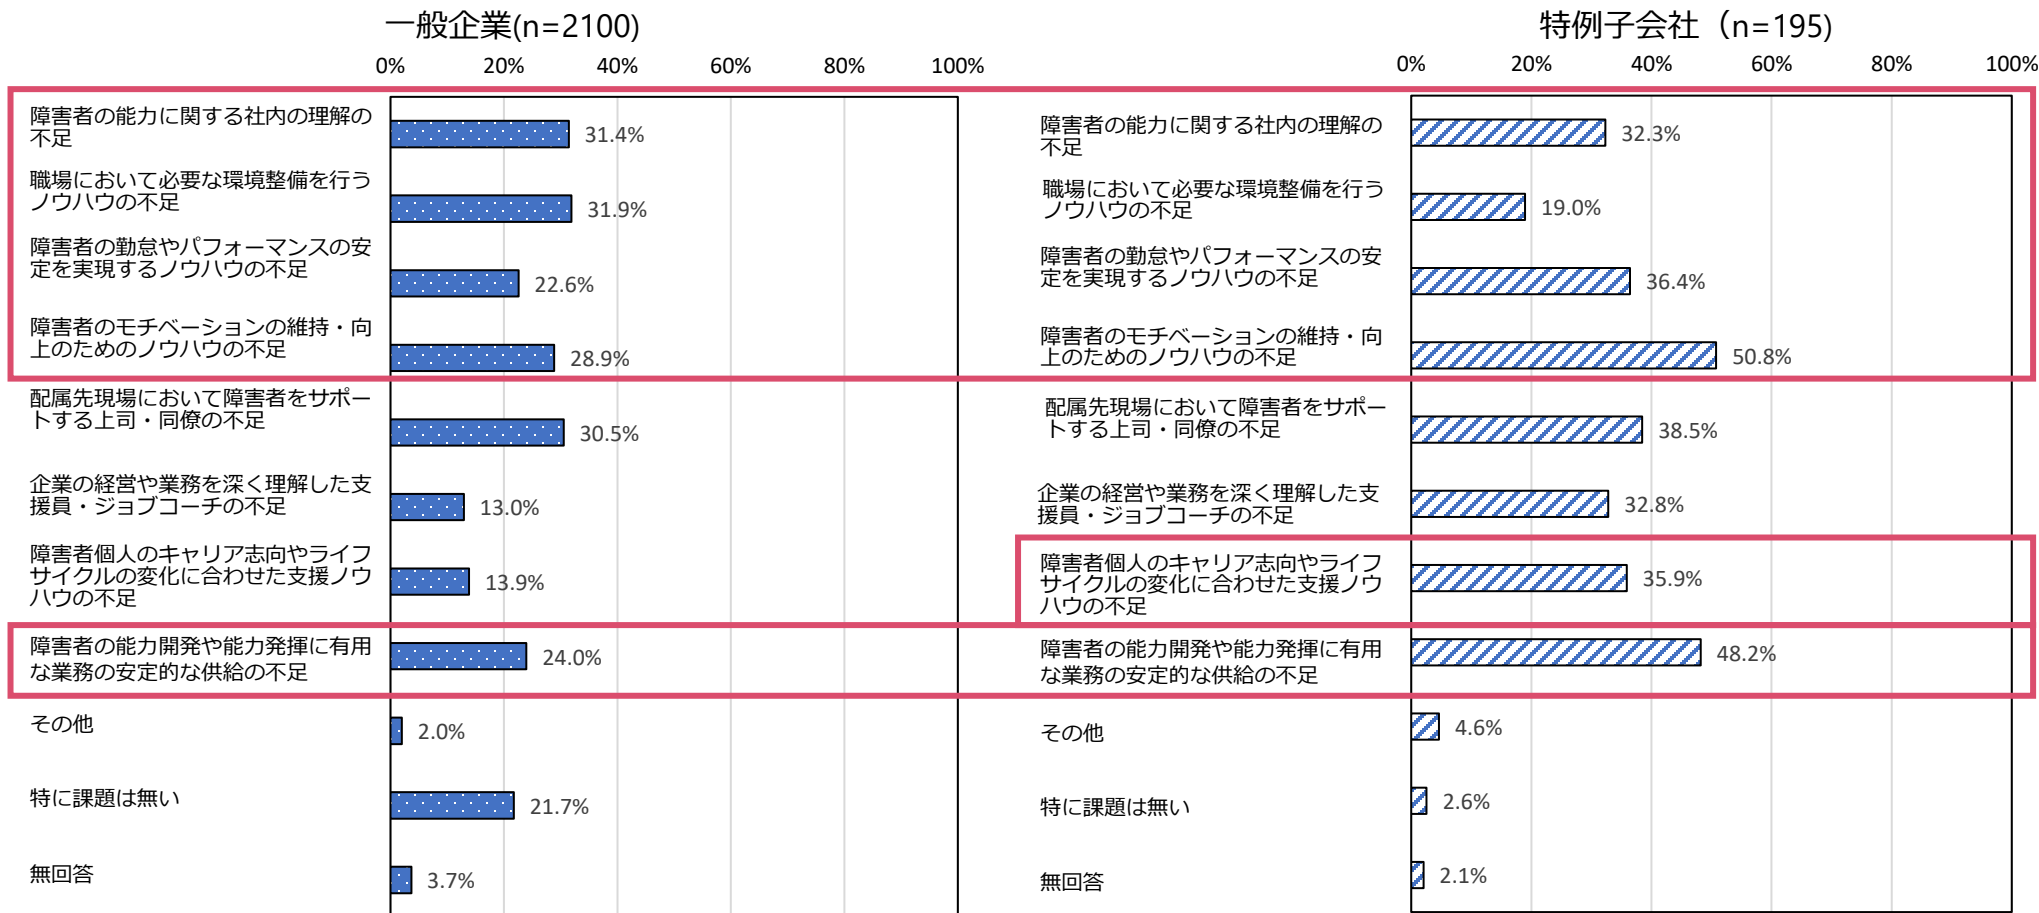 一般企業(n=2100)
0% 20% 40% 60% 80% 100%
障害者の能力に関する社内の理解の
不足
31.4%
職場において必要な環境整備を行う
ノウハウの不足
31.9%
障害者の勤怠やパフォーマンスの安
定を実現するノウハウの不足
22.6%
障害者のモチベーションの維持・向
上のためのノウハウの不足
28.9%
配属先現場において障害者をサポー
トする上司・同僚の不足
30.5%
企業の経営や業務を深く理解した支
援員・ジョブコーチの不足
13.0%
障害者個人のキャリア志向やライフ
サイクルの変化に合わせた支援ノウ
ハウの不足
13.9%
障害者の能力開発や能力発揮に有用
な業務の安定的な供給の不足
24.0%
その他
2.0%
特に課題は無い
21.7%
無回答
3.7%
特例子会社（n=195)
0% 20% 40% 60% 80% 100%
障害者の能力に関する社内の理解の
不足
32.3%
職場において必要な環境整備を行う
ノウハウの不足
19.0%
障害者の勤怠やパフォーマンスの安
定を実現するノウハウの不足
36.4%
障害者のモチベーションの維持・向
上のためのノウハウの不足
50.8%
配属先現場において障害者をサポー
トする上司・同僚の不足
38.5%
企業の経営や業務を深く理解した支
援員・ジョブコーチの不足
32.8%
障害者個人のキャリア志向やライフ
サイクルの変化に合わせた支援ノウ
ハウの不足
35.9%
障害者の能力開発や能力発揮に有用
な業務の安定的な供給の不足
48.2%
その他
4.6%
特に課題は無い
2.6%
無回答
2.1%